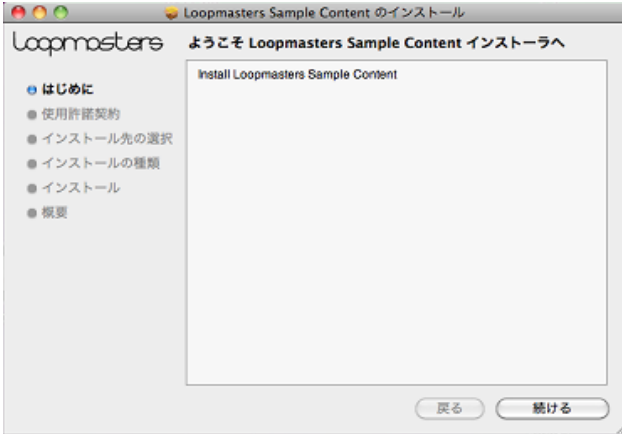 Loopmasters Sample Content のインストール
Loopmasters
ようこそ Loopmasters Sample Content インストーラへ
はじめに
使用許諾契約
インストール先の選択
インストールの種類
インストール
概要
Install Loopmasters Sample Content
戻る
続ける